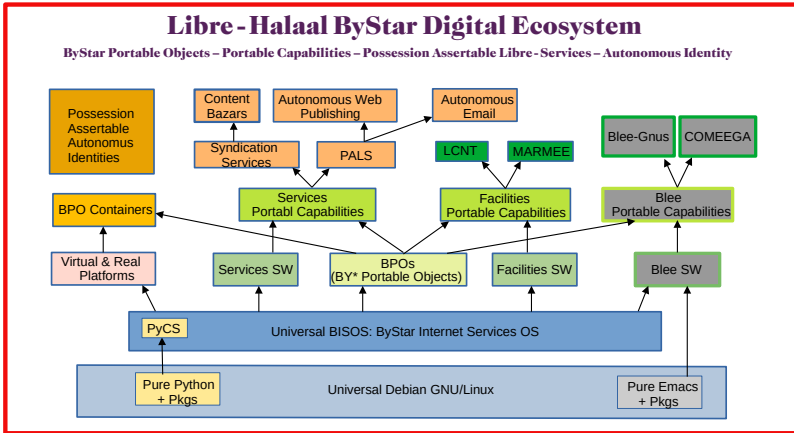 Libre-Halaal ByStar Digital Ecosystem
ByStar Portable Objects – Portable Capabilities – Possession Assertable Libre-Services – Autonomous Identity
Possession
Assertable
Autonomus
Identities
Content
Bazars
Autonomous Web
Publishing
Autonomous
Email
Syndication
Services
PALS
LCNT
MARMEE
Blee-Gnus
COMEEGA
BPO Containers
Services
Portabl Capabilities
Facilities
Portable Capabilities
Blee
Portable Capabilities
Virtual & Real
Platforms
Services SW
BPOs
(BY* Portable Objects)
Facilities SW
Blee SW
PyCS
Universal BISOS: ByStar Internet Services OS
Pure Python
+ Pkgs
Universal Debian GNU/Linux
Pure Emacs
+ Pkgs